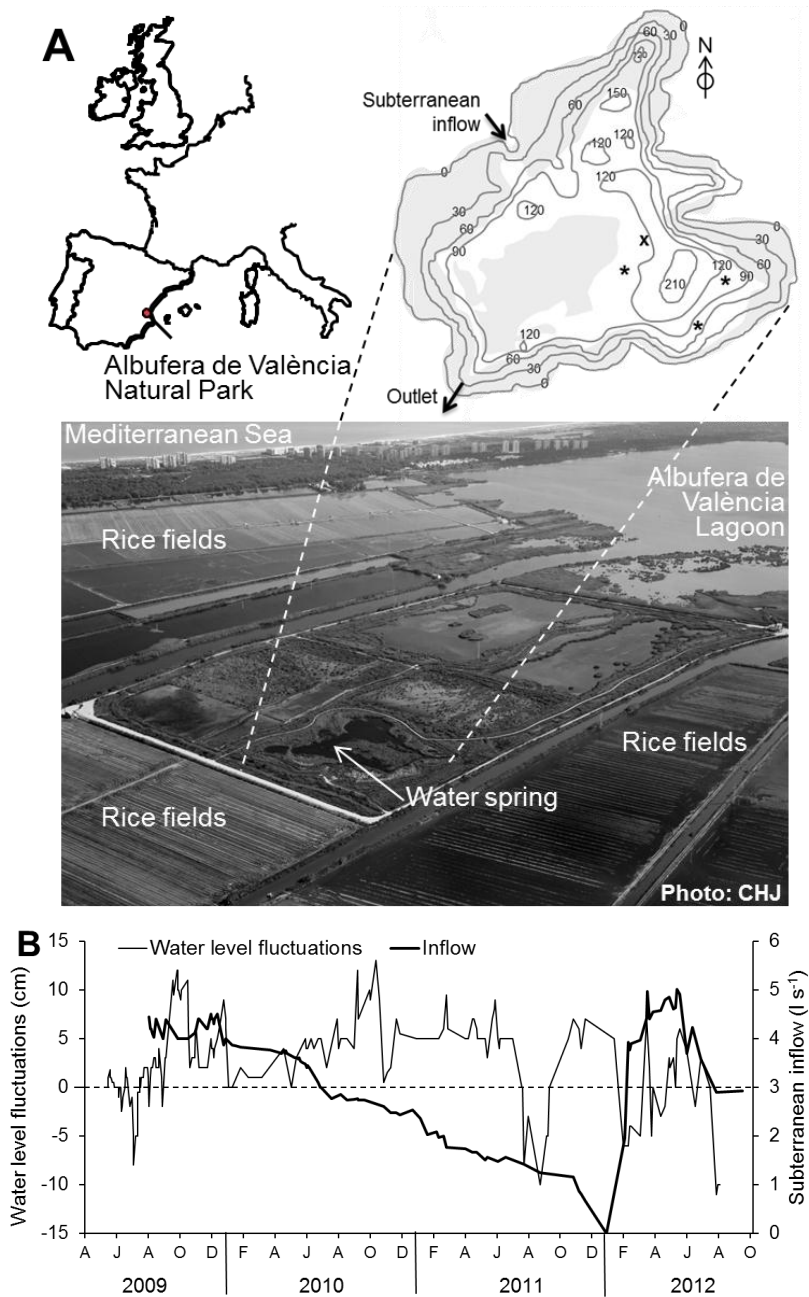 A
Albufera de València
Natural Park
Subterranean
inflow
Outlet
N
0
60
30
120
60
150
120
120
120
0
30
60
90
120
x
*
*
*
210
0
30
60
120
90
120
60
30
0
Mediterranean Sea
Albufera de
València
Lagoon
Rice fields
Rice fields
Rice fields
Water spring
Photo: CHJ
B
Water level fluctuations
Inflow
Water level fluctuations (cm)
15
10
5
0
-5
-10
-15
Subterranean inflow (l s⁻¹)
6
5
4
3
2
1
0
A J A O D F A J A O D F A J A O D F A J A O
2009 2010 2011 2012